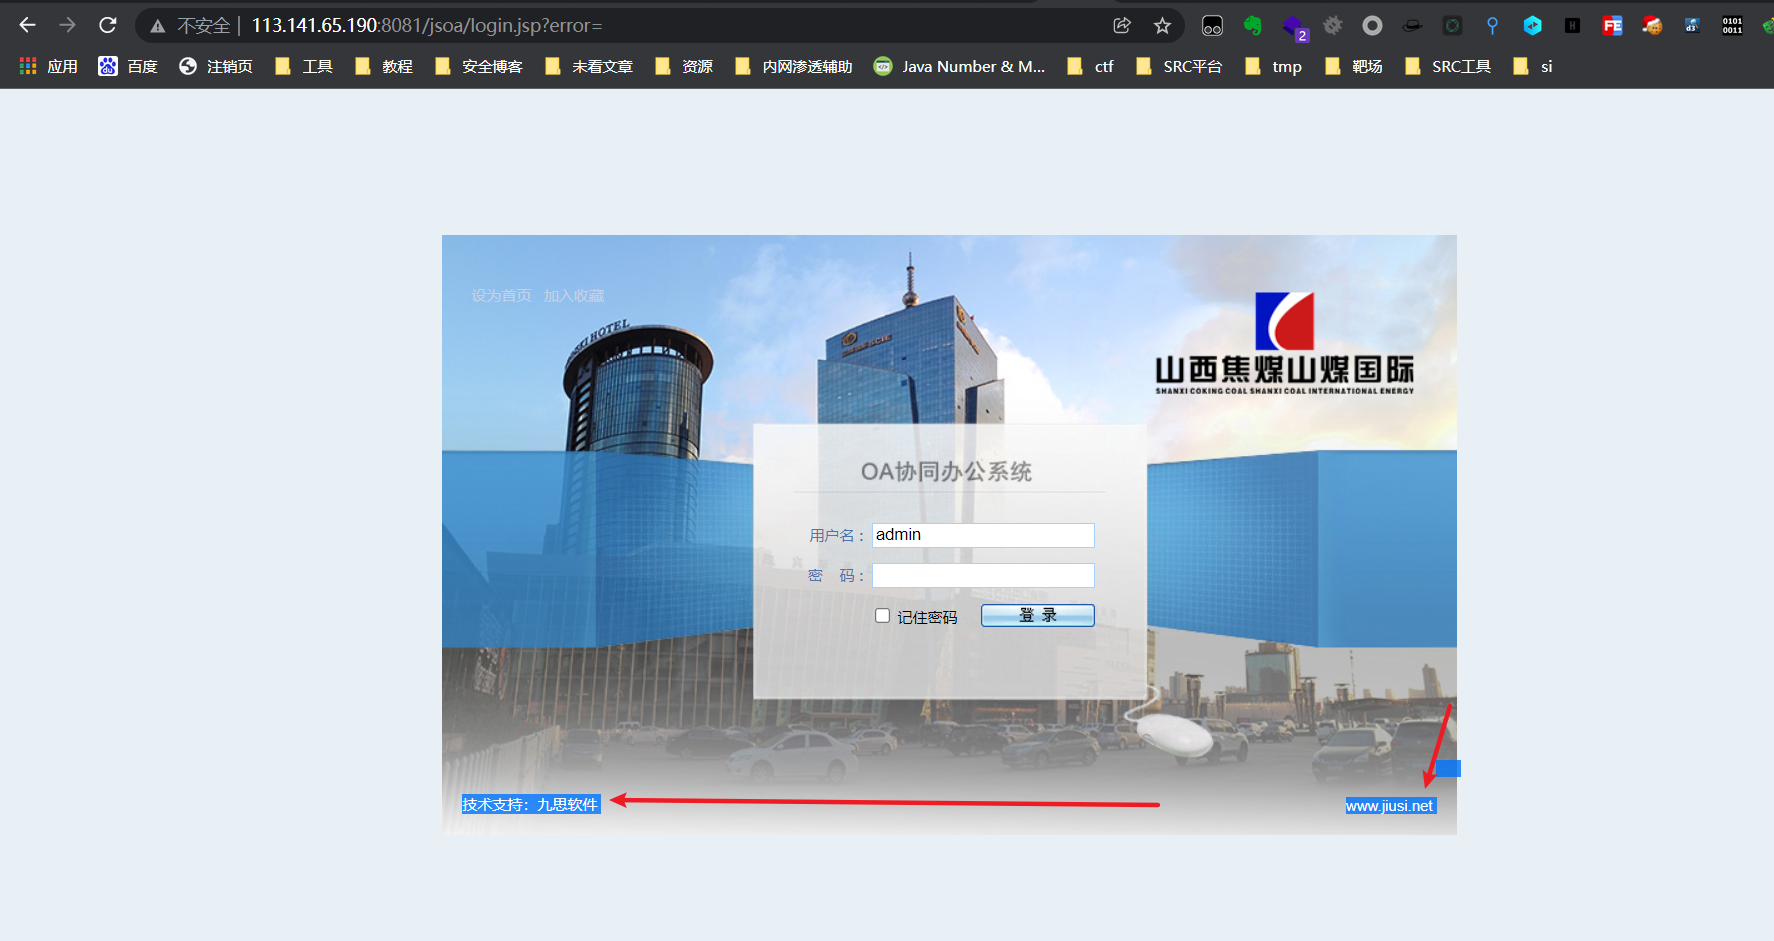 不安全 | 113.141.65.190:8081/jsoa/login.jsp?error=
2
0101
0011
FE
H
d3
应用 百度 注销页 工具 教程 安全博客 未看文章 资源 内网渗透辅助 Java Number & M... ctf SRC平台 tmp 靶场 SRC工具 si
设为首页 加入收藏
山西焦煤山煤国际
SHANXI COKING COAL SHANXI COAL INTERNATIONAL ENERGY
OA协同办公系统
用户名：admin
密 码：
记住密码 登 录
技术支持：九思软件
www.jiusi.net